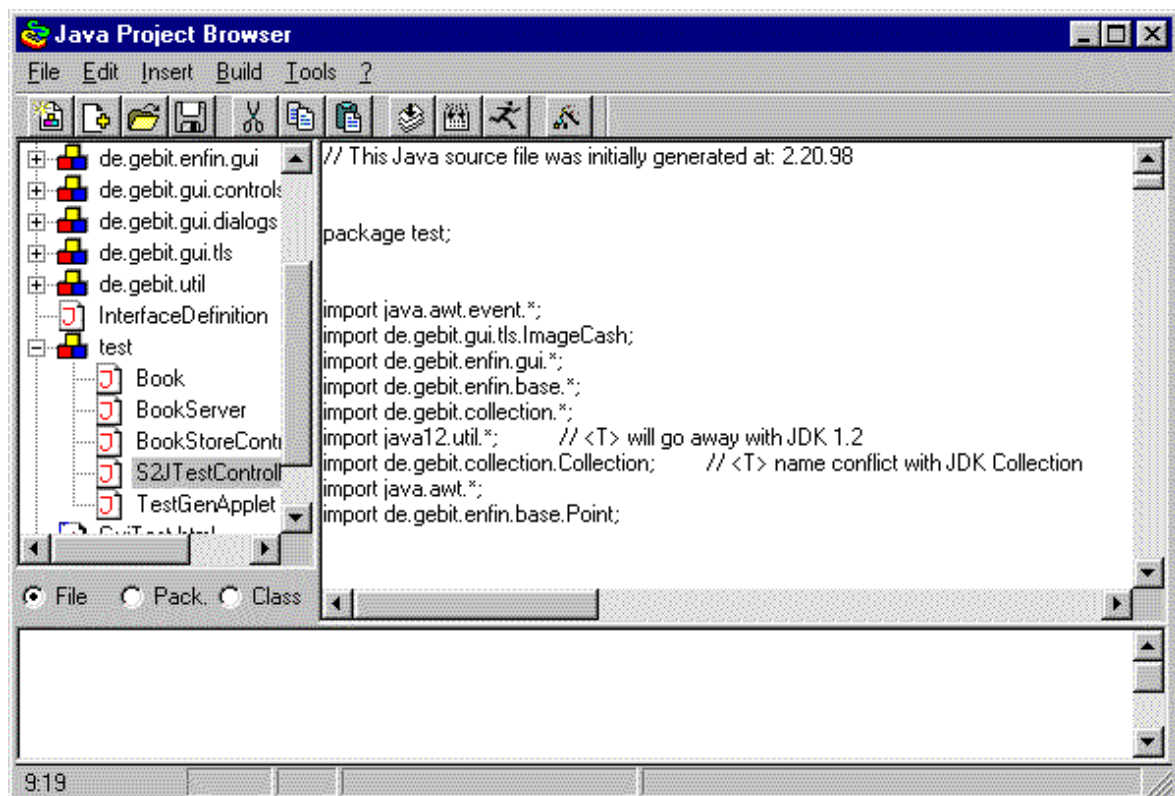 Java Project Browser
File Edit Insert Build Tools ?
de.gebit.enfin.gui
de.gebit.gui.controls
de.gebit.gui.dialogs
de.gebit.gui.tls
de.gebit.util
InterfaceDefinition
test
Book
BookServer
BookStoreContr
S2JTestControll
TestGenApplet
File Pack. Class
// This Java source file was initially generated at: 2.20.98
package test;
import java.awt.event.*;
import de.gebit.gui.tls.ImageCash;
import de.gebit.enfin.gui.*;
import de.gebit.enfin.base.*;
import de.gebit.collection.*;
import java12.util.*; // <T> will go away with JDK 1.2
import de.gebit.collection.Collection; // <T> name conflict with JDK Collection
import java.awt.*;
import de.gebit.enfin.base.Point;
9:19